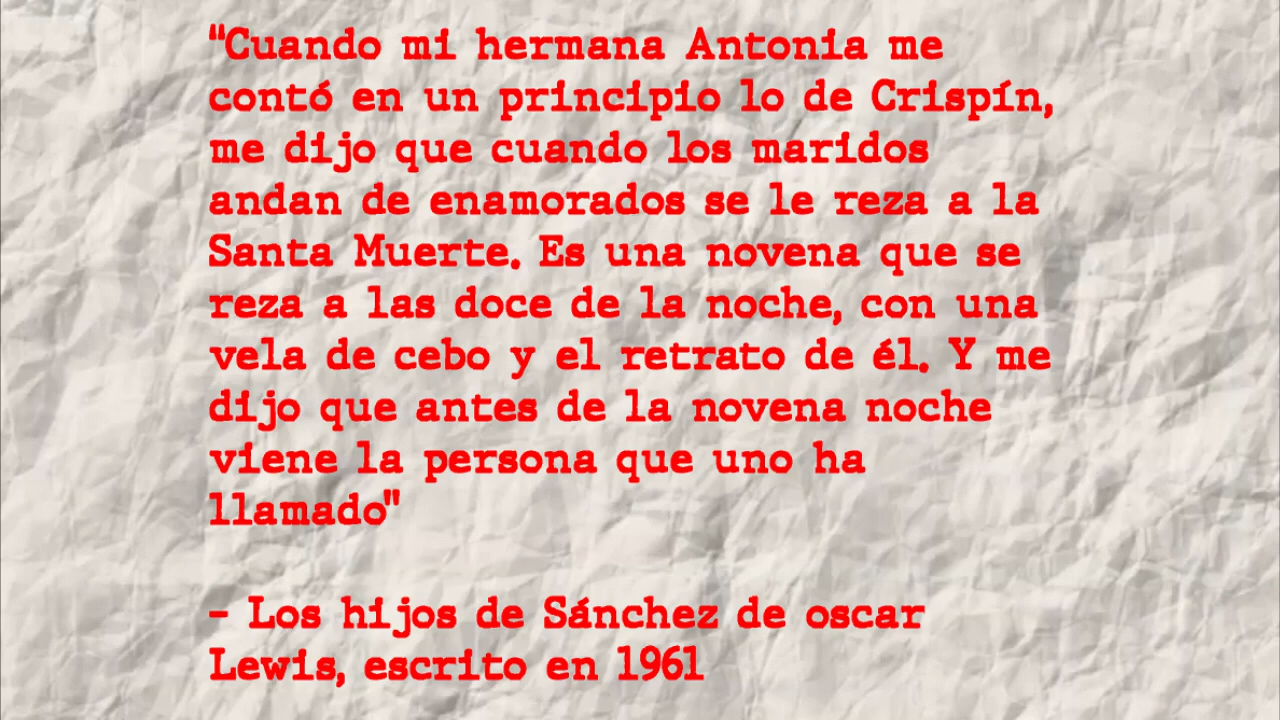 "Cuando mi hermana Antonia me
contó en un principio lo de Crispín,
me dijo que cuando los maridos
andan de enamorados se le reza a la
Santa Muerte. Es una novena que se
reza a las doce de la noche, con una
vela de cebo y el retrato de él. Y me
dijo que antes de la novena noche
viene la persona que uno ha
llamado"
- Los hijos de Sánchez de oscar
Lewis, escrito en 1961